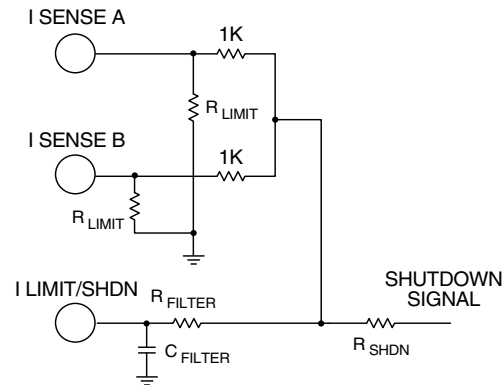 I SENSE A
1K
R LIMIT
I SENSE B
1K
R LIMIT
I LIMIT/SHDN
R FILTER
C FILTER
SHUTDOWN
SIGNAL
R SHDN